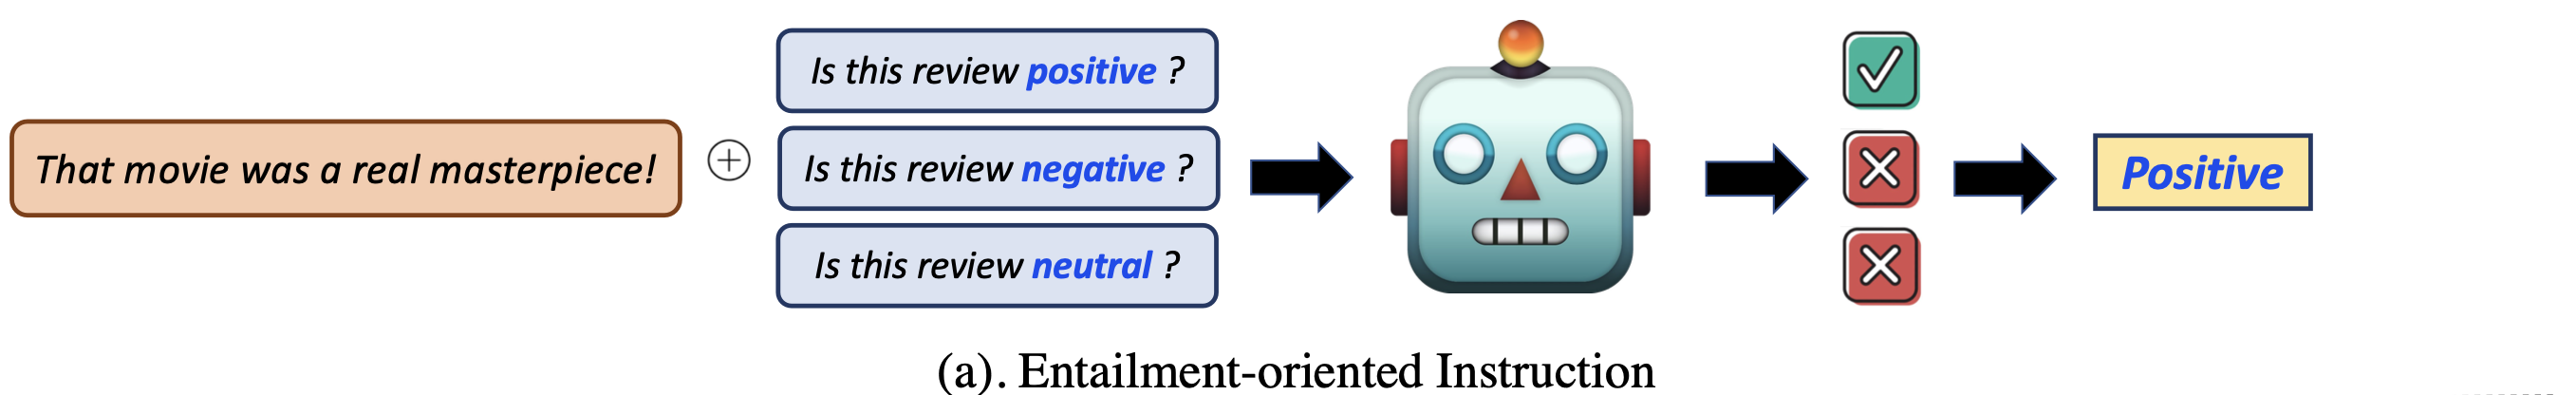 That movie was a real masterpiece!
Is this review positive ?
Is this review negative ?
Is this review neutral ?
Positive
(a). Entailment-oriented Instruction